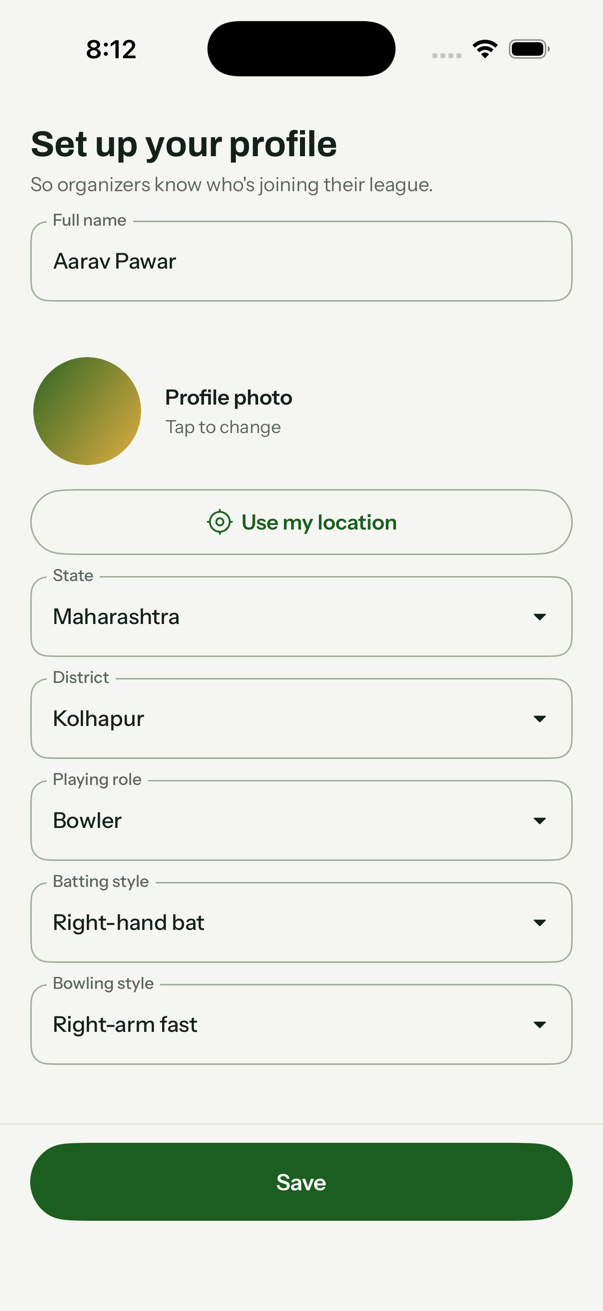 8:12
Set up your profile
So organizers know who's joining their league.
Full name
Aarav Pawar
Profile photo
Tap to change
Use my location
State
Maharashtra
District
Kolhapur
Playing role
Bowler
Batting style
Right-hand bat
Bowling style
Right-arm fast
Save